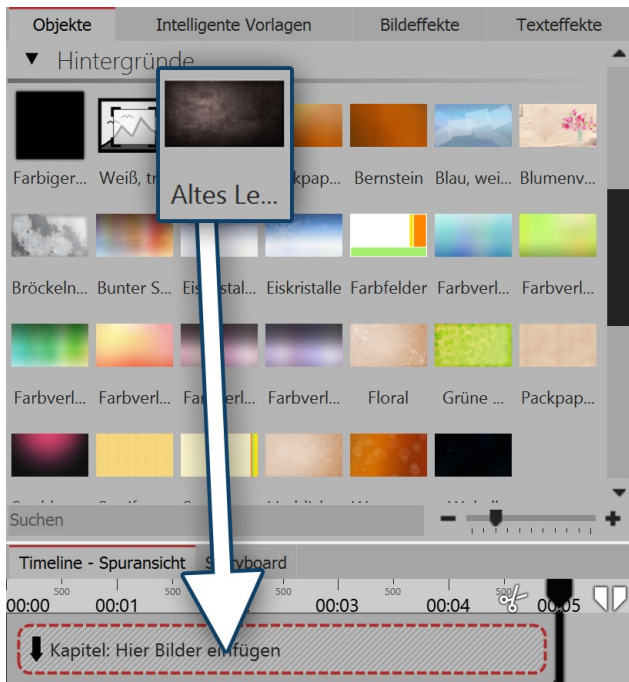 Objekte Intelligente Vorlagen Bildeffekte Texteffekte
Hintergründe
Farbiger... Weiß, tr Altes Le... kpap... Bernstein Blau, wei... Blumenv...
Bröckeln... Bunter S... Eiskristalle Farbfelder Farbverl... Farbverl...
Farbverl... Farbverl... Farbverl... Floral Grüne ... Packpap...
Suchen
Timeline - Spuransicht
500 500 500 500 500
00:00 00:01 00:03 00:04 00:05
Kapitel: Hier Bilder einfügen